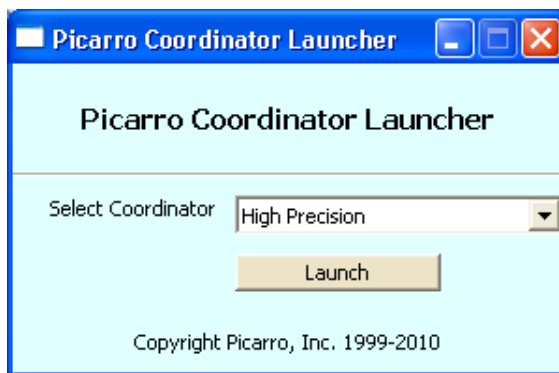 Picarro Coordinator Launcher
Picarro Coordinator Launcher
Select Coordinator High Precision
Launch
Copyright Picarro, Inc. 1999-2010